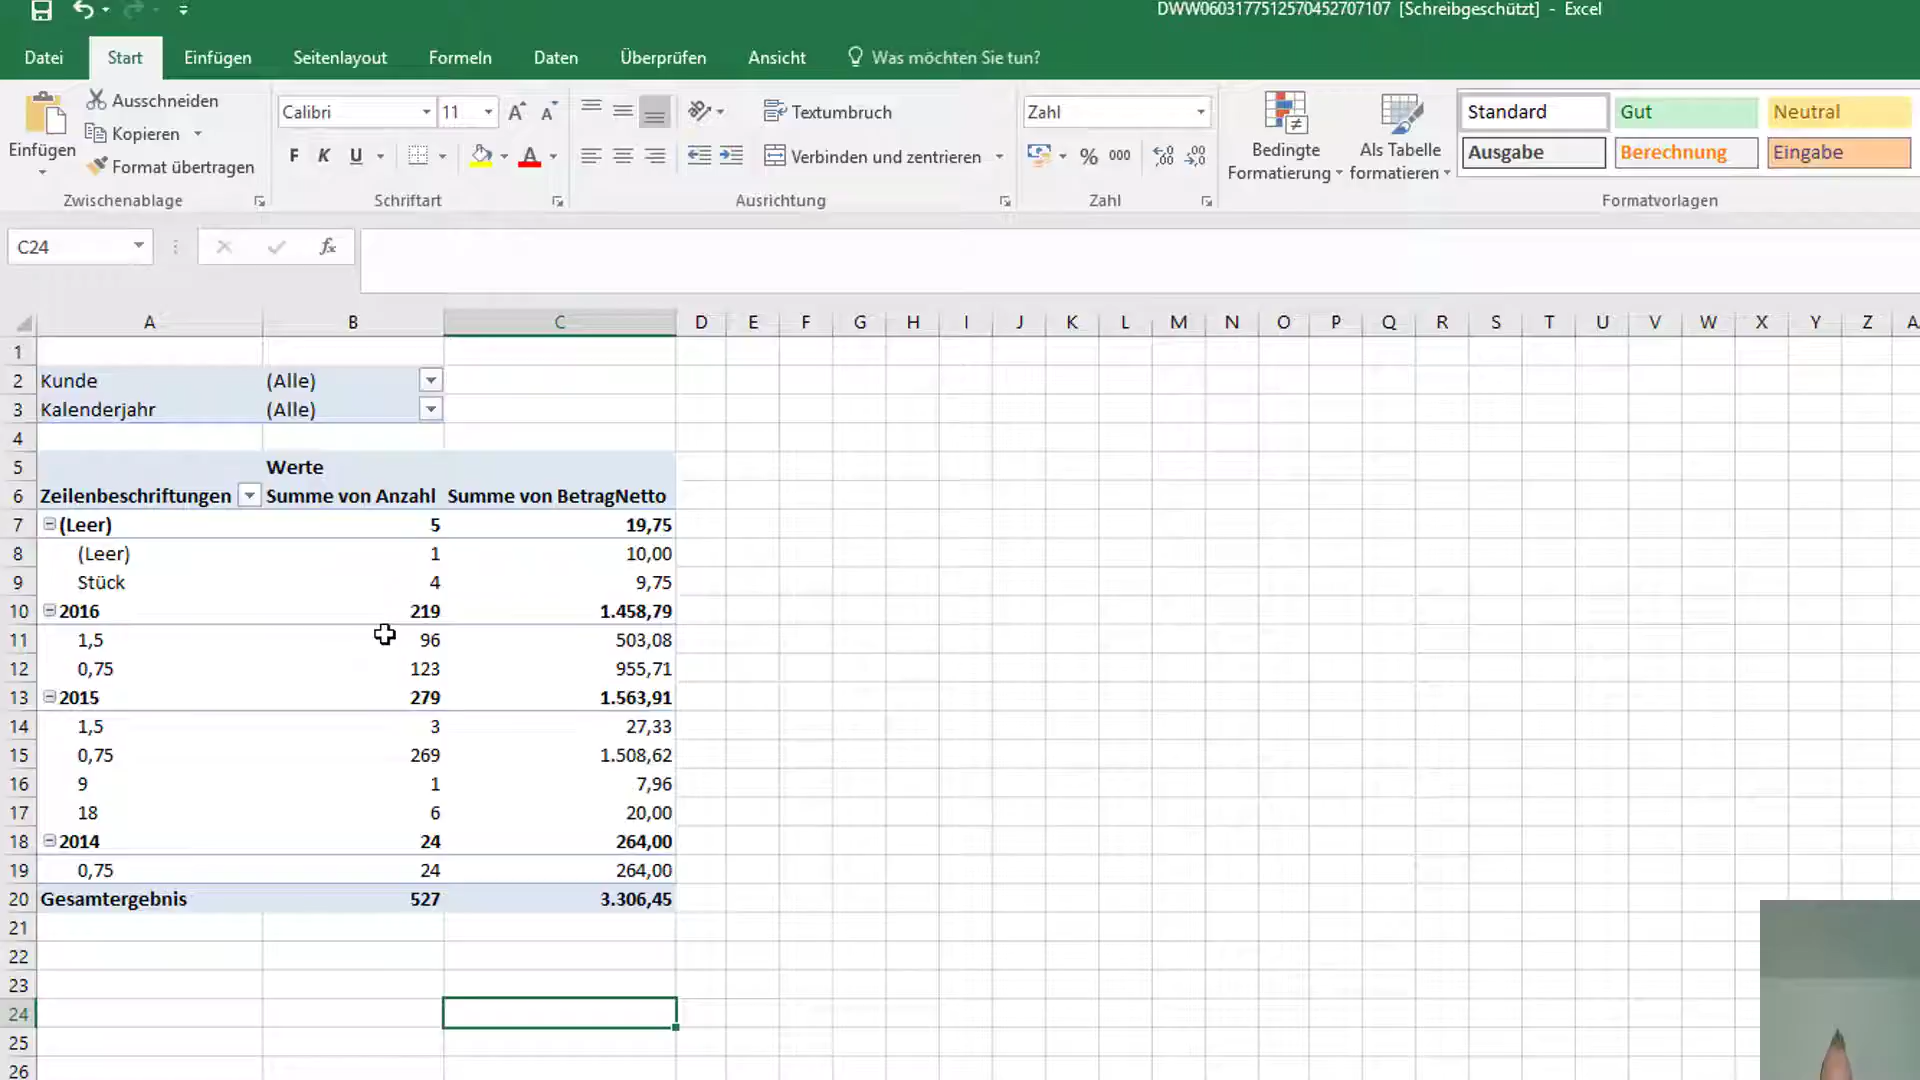 DWW0603177512570452707107 [Schreibgeschützt] - Excel
Datei Start Einfügen Seitenlayout Formeln Daten Überprüfen Ansicht Was möchten Sie tun?
Einfügen
Ausschneiden
Kopieren
Format übertragen
Zwischenablage
Calibri 11
F K U
Schriftart
Textumbruch
Verbinden und zentrieren
Ausrichtung
Zahl
% 000
Zahl
Bedingte Formatierung
Als Tabelle formatieren
Standard Gut Neutral
Ausgabe Berechnung Eingabe
Formatvorlagen
C24 fx
A B C D E F G H I J K L M N O P Q R S T U V W X Y Z
1
2 Kunde (Alle)
3 Kalenderjahr (Alle)
4
5 Werte
6 Zeilenbeschriftungen Summe von Anzahl Summe von BetragNetto
7 (Leer) 5 19,75
8 (Leer) 1 10,00
9 Stück 4 9,75
10 2016 219 1.458,79
11 1,5 96 503,08
12 0,75 123 955,71
13 2015 279 1.563,91
14 1,5 3 27,33
15 0,75 269 1.508,62
16 9 1 7,96
17 18 6 20,00
18 2014 24 264,00
19 0,75 24 264,00
20 Gesamtergebnis 527 3.306,45
21
22
23
24
25
26